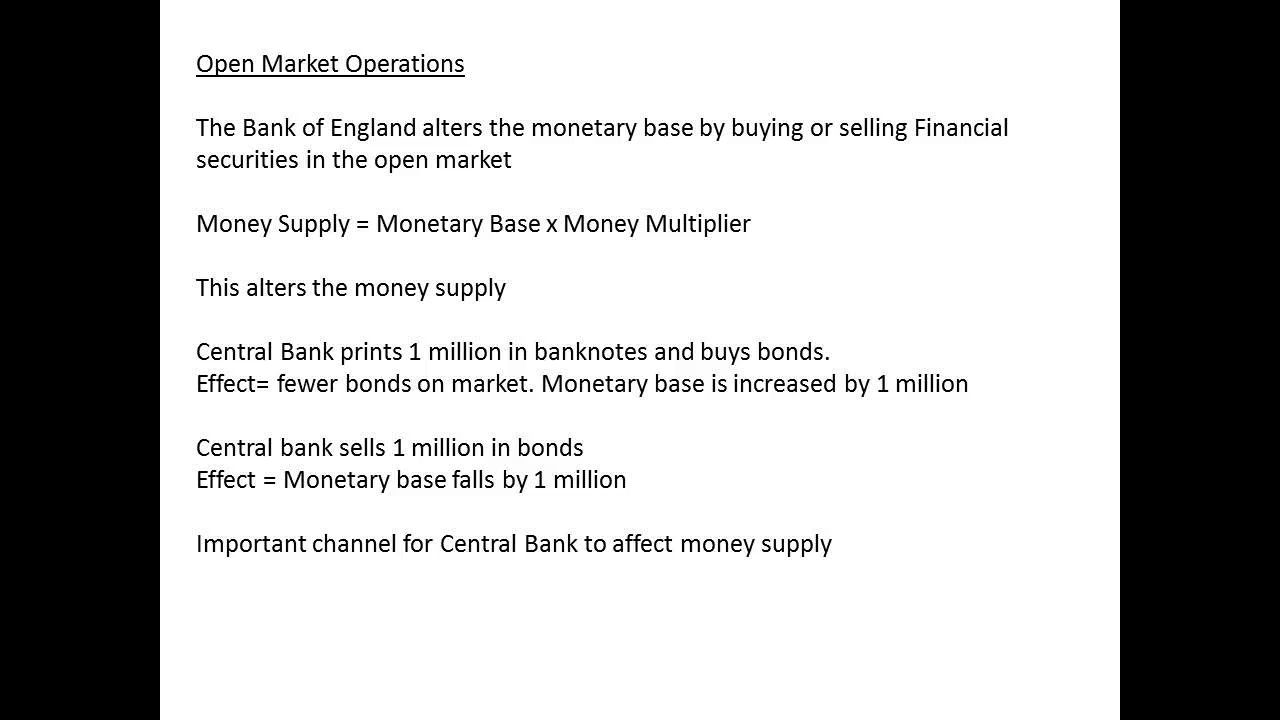 Open Market Operations
The Bank of England alters the monetary base by buying or selling Financial
securities in the open market
Money Supply = Monetary Base x Money Multiplier
This alters the money supply
Central Bank prints 1 million in banknotes and buys bonds.
Effect= fewer bonds on market. Monetary base is increased by 1 million
Central bank sells 1 million in bonds
Effect = Monetary base falls by 1 million
Important channel for Central Bank to affect money supply